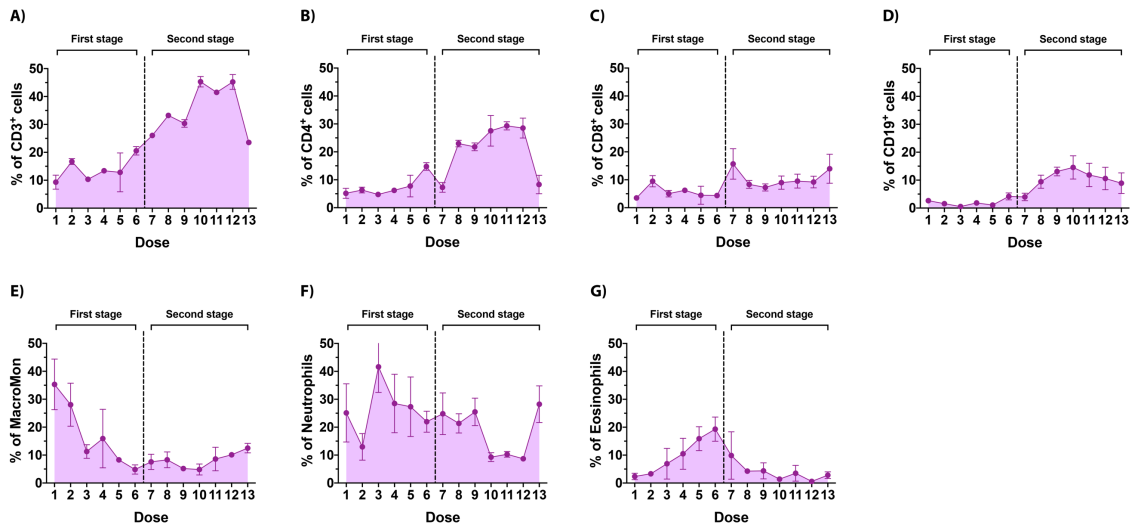 A)
First stage Second stage
% of CD3+ cells
50
40
30
20
10
0
1 2 3 4 5 6 7 8 9 10 11 12 13
Dose
B)
First stage Second stage
% of CD4+ cells
50
40
30
20
10
0
1 2 3 4 5 6 7 8 9 10 11 12 13
Dose
C)
First stage Second stage
% of CD8+ cells
50
40
30
20
10
0
1 2 3 4 5 6 7 8 9 10 11 12 13
Dose
D)
First stage Second stage
% of CD19+ cells
50
40
30
20
10
0
1 2 3 4 5 6 7 8 9 10 11 12 13
Dose
E)
First stage Second stage
% of MacroMon
50
40
30
20
10
0
1 2 3 4 5 6 7 8 9 10 11 12 13
Dose
F)
First stage Second stage
% of Neutrophils
50
40
30
20
10
0
1 2 3 4 5 6 7 8 9 10 11 12 13
Dose
G)
First stage Second stage
% of Eosinophils
50
40
30
20
10
0
1 2 3 4 5 6 7 8 9 10 11 12 13
Dose